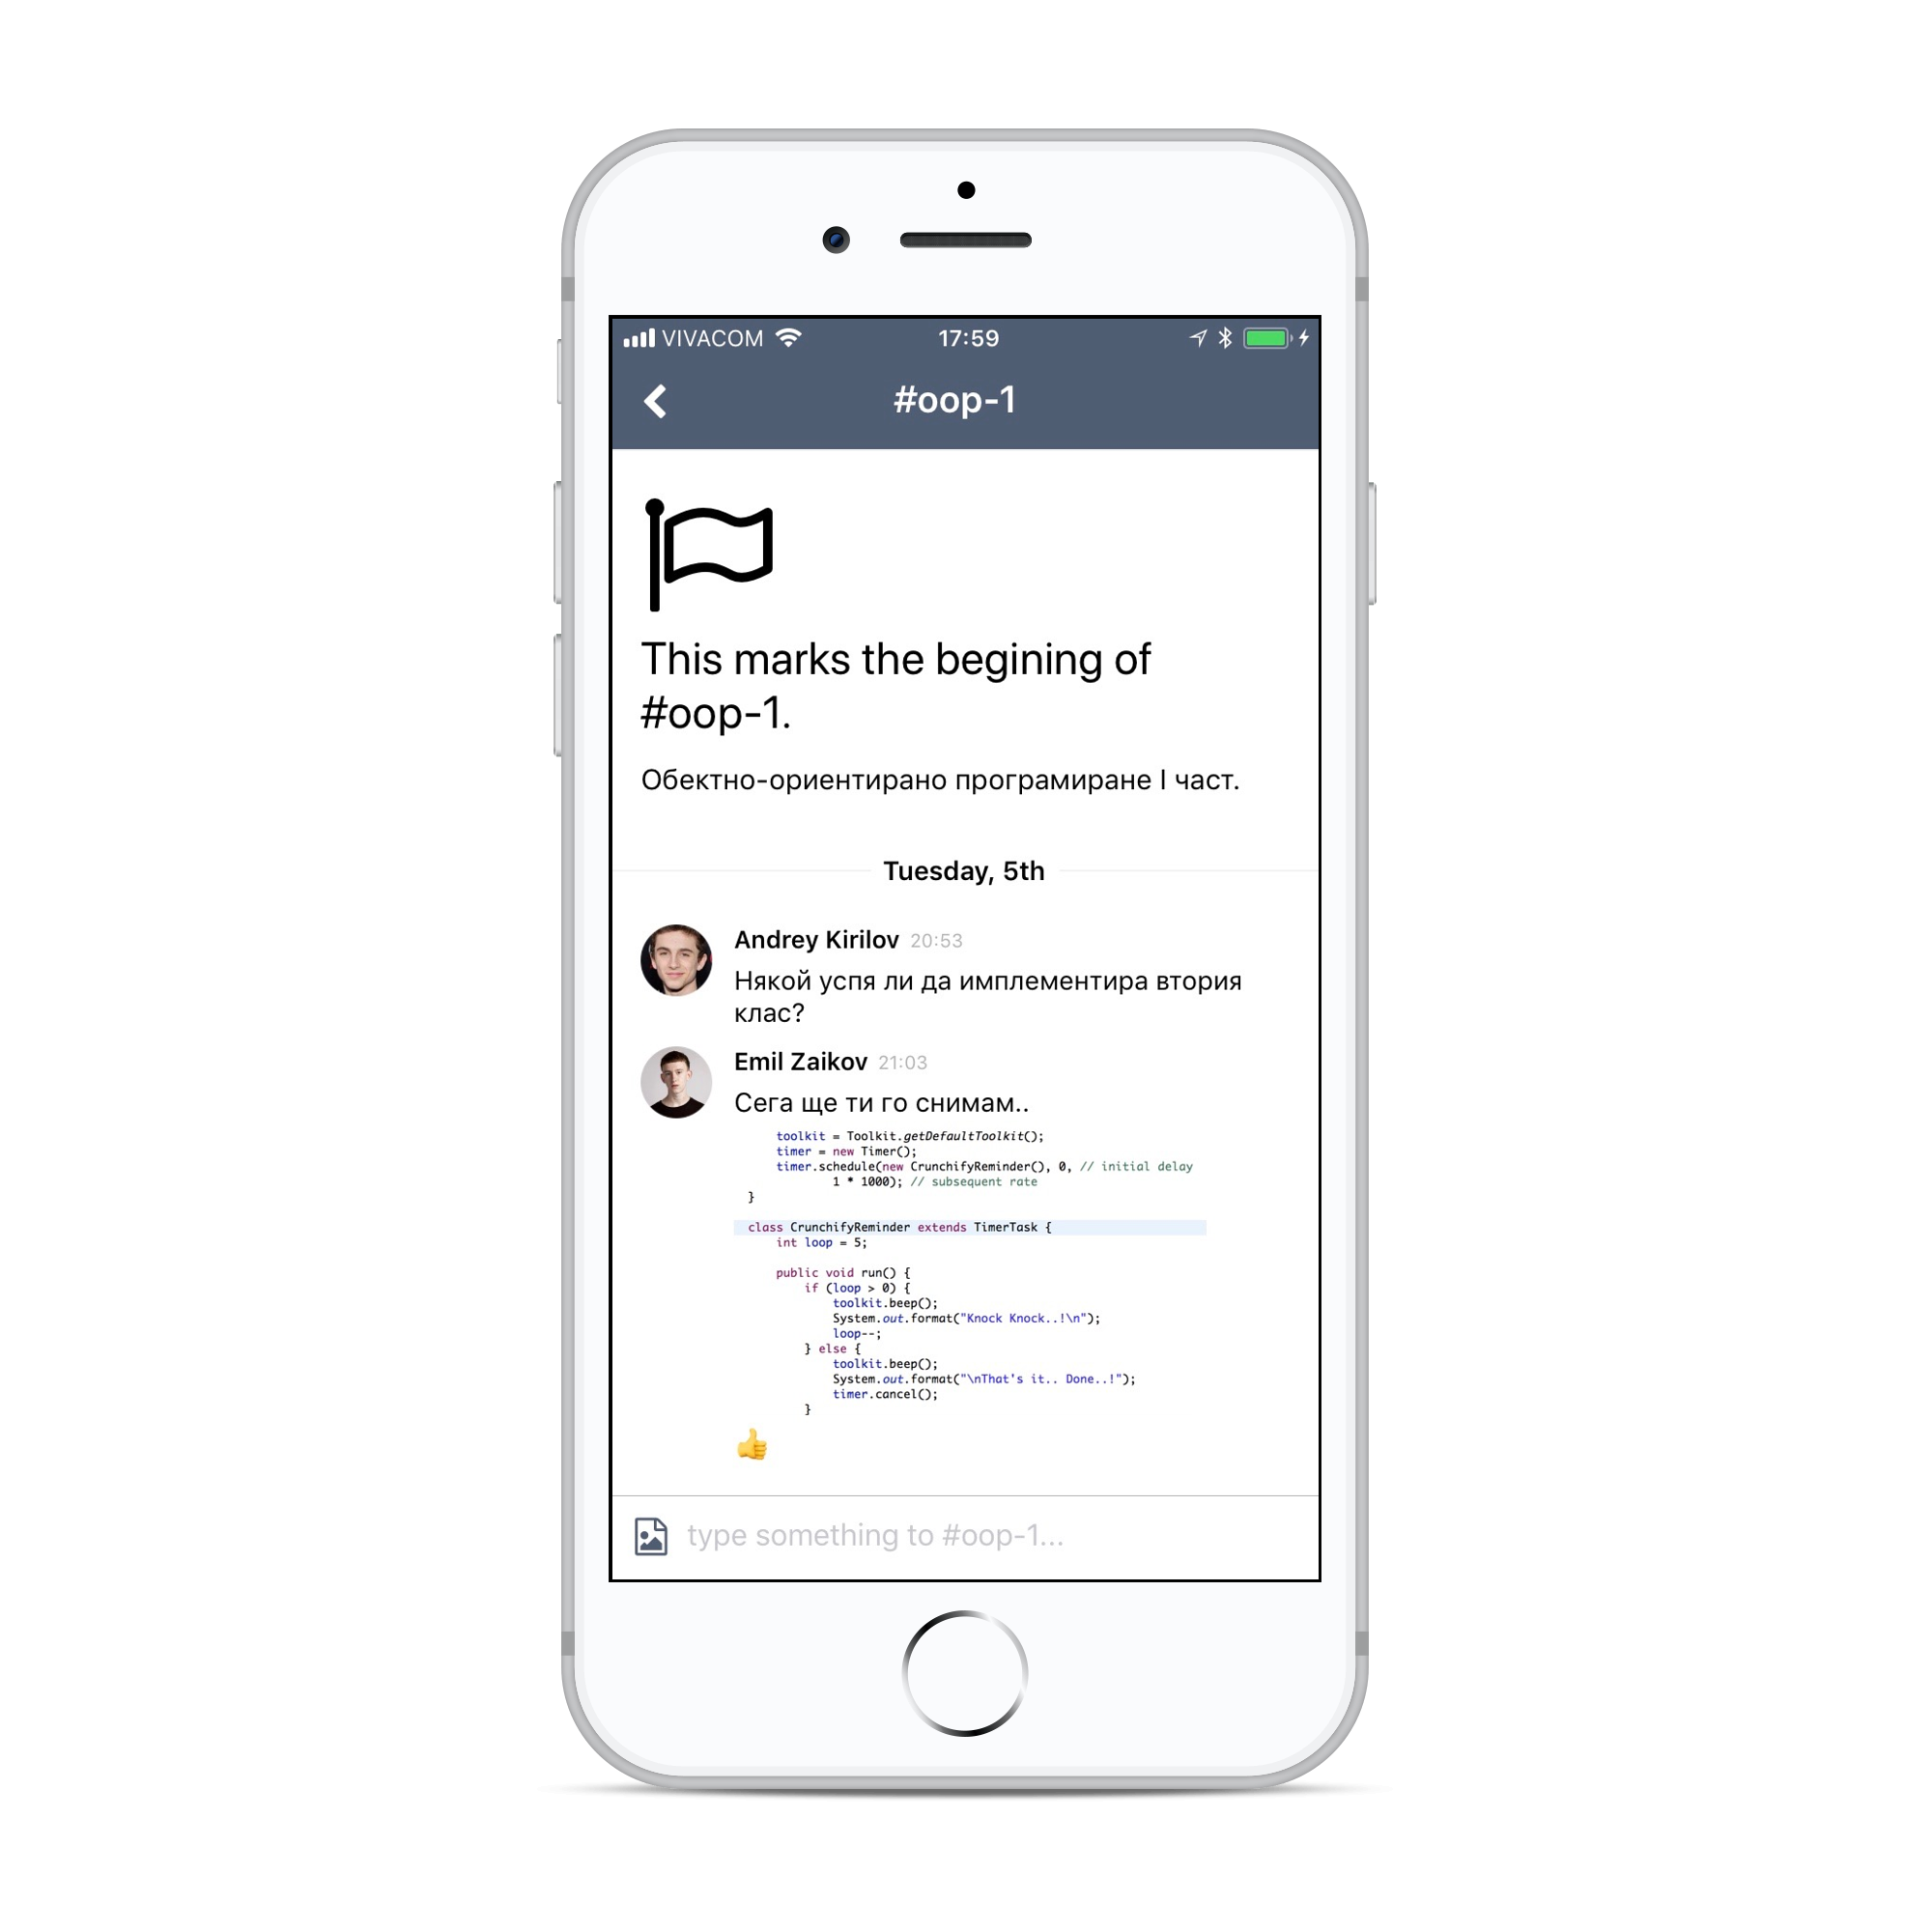 VIVACOM 17:59
#oop-1
This marks the begining of
#oop-1.
Обектно-ориентирано програмиране I част.
Tuesday, 5th
Andrey Kirilov 20:53
Някой успя ли да имплементира втория
клас?
Emil Zaikov 21:03
Сега ще ти го снимам..
toolkit = Toolkit.getDefaultToolkit();
timer = new Timer();
timer.schedule(new CrunchifyReminder(), 0, // initial delay
1 * 1000); // subsequent rate
}
class CrunchifyReminder extends TimerTask {
int loop = 5;
public void run() {
if (loop > 0) {
toolkit.beep();
System.out.format("Knock Knock..!\n");
loop--;
} else {
toolkit.beep();
System.out.format("\nThat's it.. Done..!");
timer.cancel();
}
👍
type something to #oop-1...